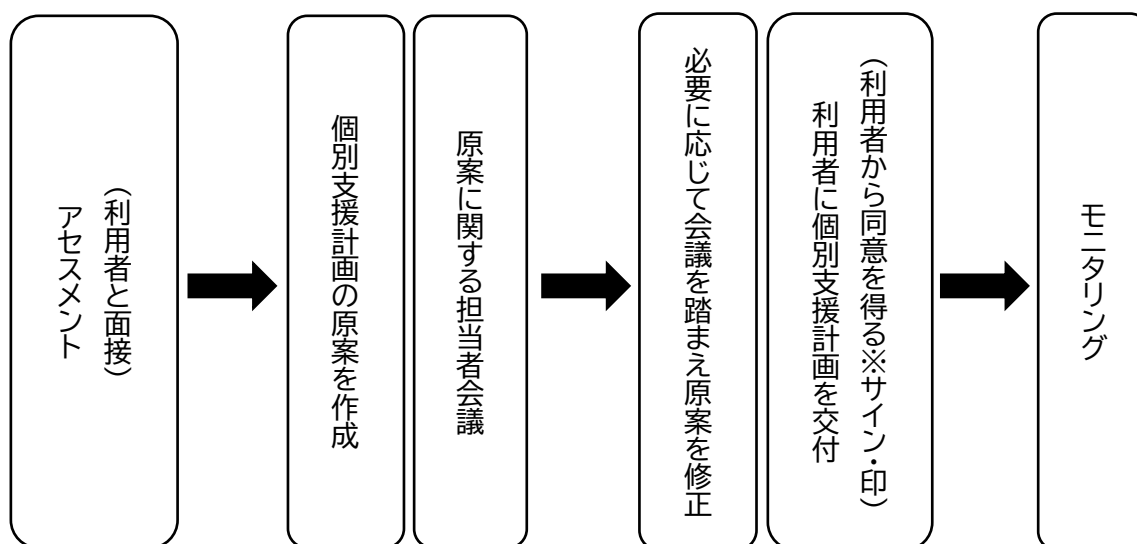 （利用者と面接）
アセスメント
個別支援計画の原案を作成
原案に関する担当者会議
必要に応じて会議を踏まえ原案を修正
（利用者から同意を得る※サイン・印）
利用者に個別支援計画を交付
モニタリング